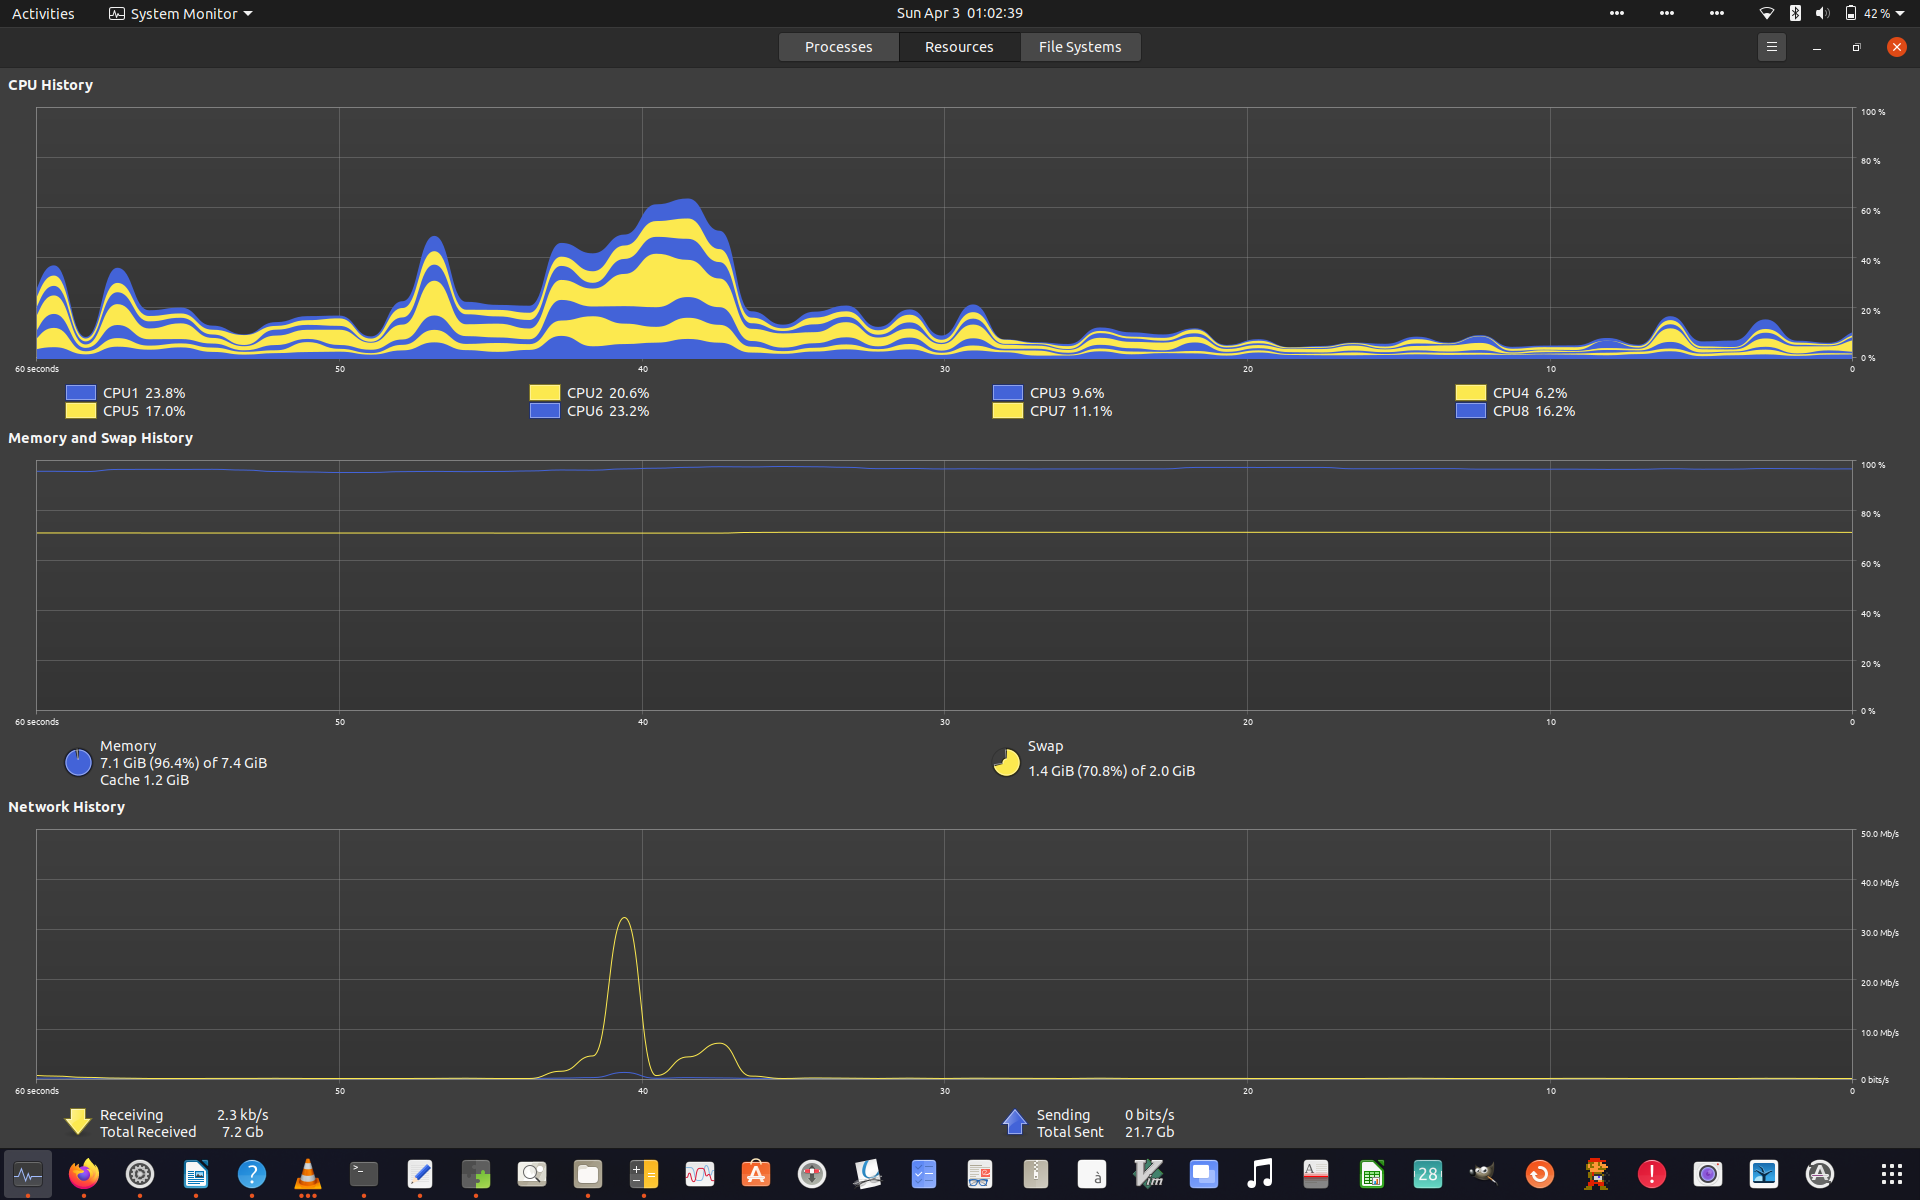 Activities System Monitor Sun Apr 3 01:02:39 42 %
Processes Resources File Systems
CPU History
100 %
80 %
60 %
40 %
20 %
0 %
60 seconds 50 40 30 20 10 0
CPU1 23.8% CPU2 20.6% CPU3 9.6% CPU4 6.2%
CPU5 17.0% CPU6 23.2% CPU7 11.1% CPU8 16.2%
Memory and Swap History
100 %
80 %
60 %
40 %
20 %
0 %
60 seconds 50 40 30 20 10 0
Memory
7.1 GiB (96.4%) of 7.4 GiB
Cache 1.2 GiB
Swap
1.4 GiB (70.8%) of 2.0 GiB
Network History
50.0 Mb/s
40.0 Mb/s
30.0 Mb/s
20.0 Mb/s
10.0 Mb/s
0 bits/s
60 seconds 50 40 30 20 10 0
Receiving 2.3 kb/s
Total Received 7.2 Gb
Sending 0 bits/s
Total Sent 21.7 Gb
? >_ à Vim A 28 !